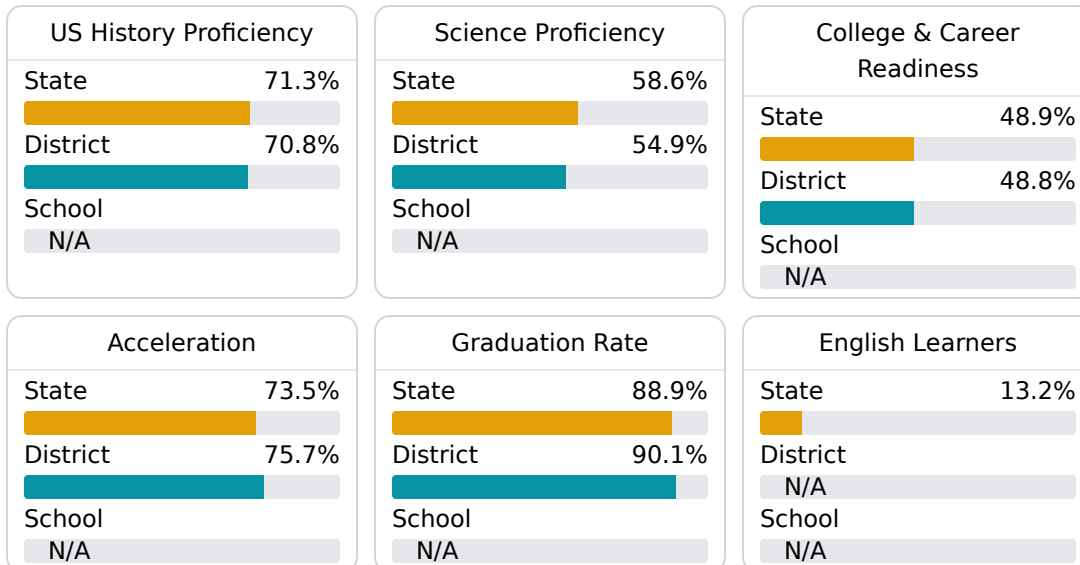 US History Proficiency
State 71.3%
District 70.8%
School
N/A
Science Proficiency
State 58.6%
District 54.9%
School
N/A
College & Career
Readiness
State 48.9%
District 48.8%
School
N/A
Acceleration
State 73.5%
District 75.7%
School
N/A
Graduation Rate
State 88.9%
District 90.1%
School
N/A
English Learners
State 13.2%
District
N/A
School
N/A